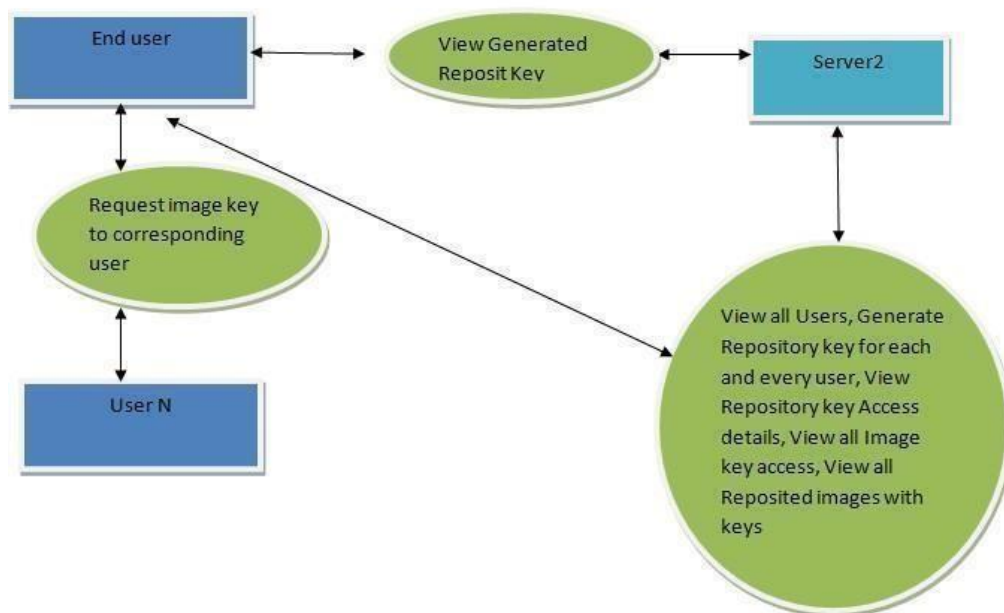 End user
View Generated
Reposit Key
Server2
Request image key
to corresponding
user
View all Users, Generate
Repository key for each
and every user, View
Repository key Access
details, View all Image
key access, View all
Reposited images with
keys
User N